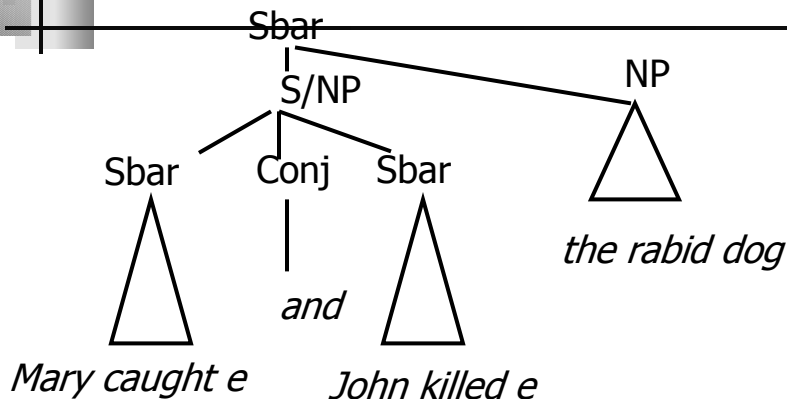 Sbar
S/NP NP
Sbar Conj Sbar
the rabid dog
and
Mary caught e John killed e